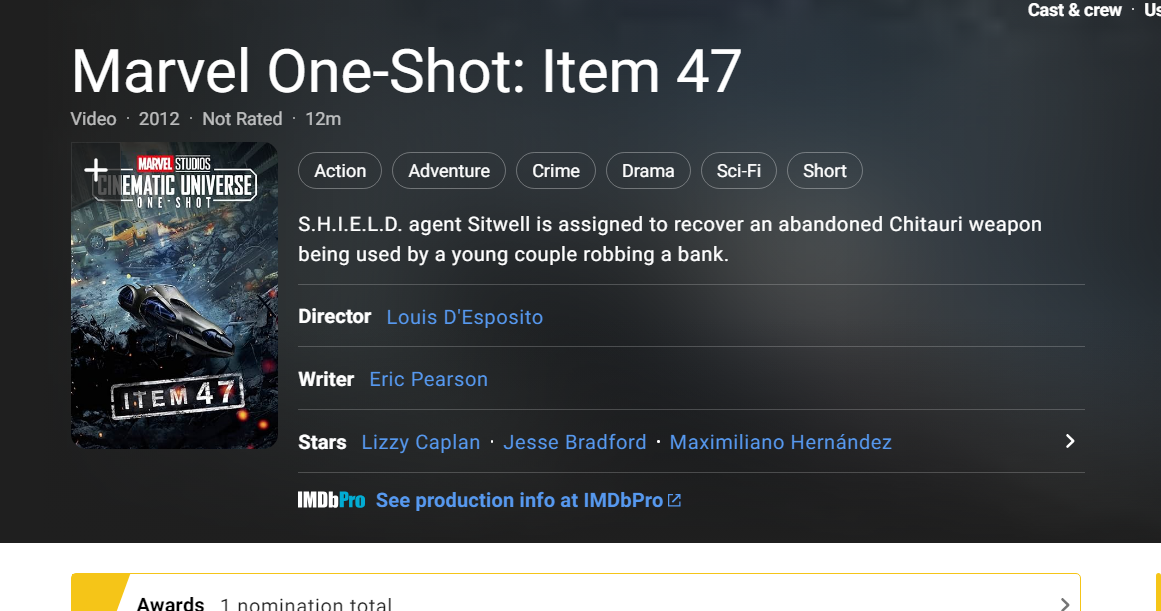 Cast & crew ·
Marvel One-Shot: Item 47
Video · 2012 · Not Rated · 12m
MARVEL STUDIOS
CINEMATIC UNIVERSE
ONE-SHOT
ITEM 47
Action
Adventure
Crime
Drama
Sci-Fi
Short
S.H.I.E.L.D. agent Sitwell is assigned to recover an abandoned Chitauri weapon
being used by a young couple robbing a bank.
Director Louis D'Esposito
Writer Eric Pearson
Stars Lizzy Caplan · Jesse Bradford · Maximiliano Hernández
IMDbPro See production info at IMDbPro
Awards 1 nomination total